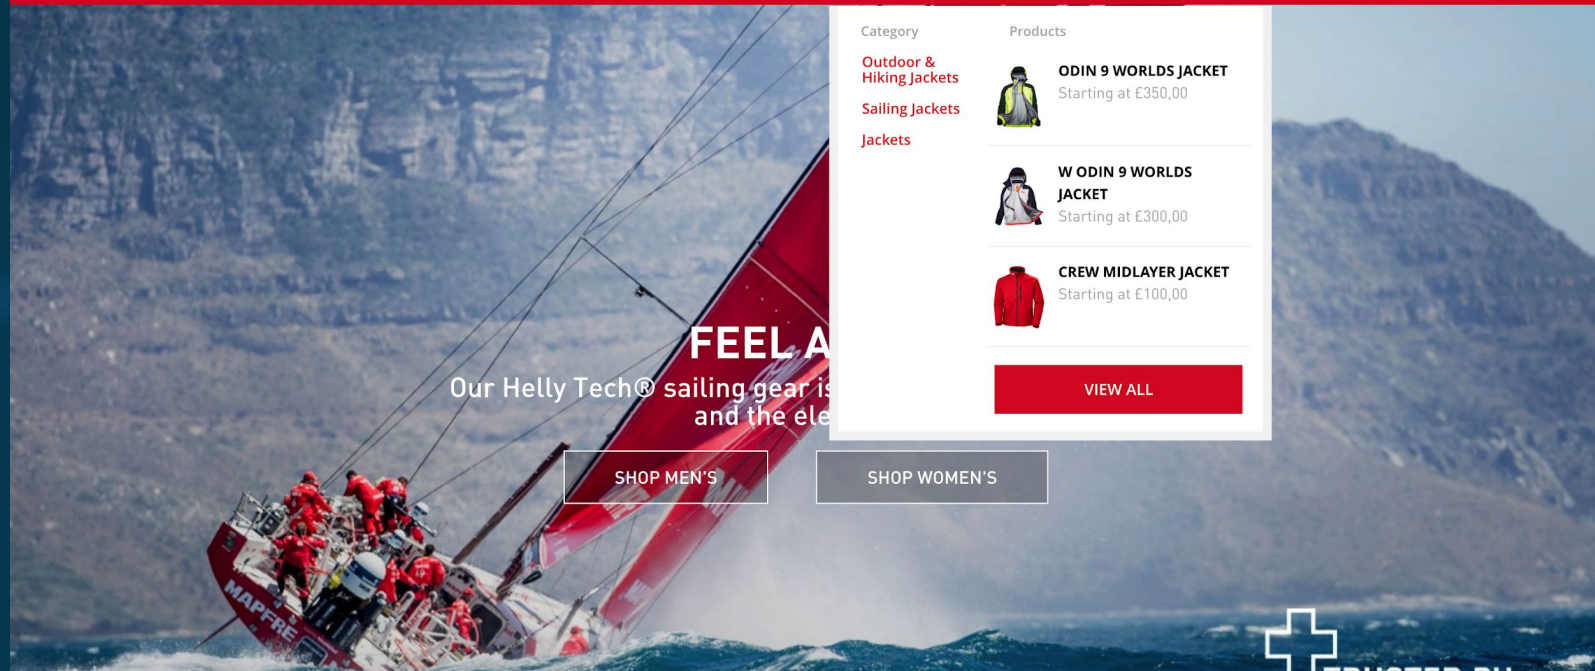 Category
Products
Outdoor &
Hiking Jackets
Sailing Jackets
Jackets
ODIN 9 WORLDS JACKET
Starting at £350,00
W ODIN 9 WORLDS
JACKET
Starting at £300,00
CREW MIDLAYER JACKET
Starting at £100,00
VIEW ALL
FEEL A
Our Helly Tech® sailing gear is
and the ele
SHOP MEN'S
SHOP WOMEN'S
MAPFRE
TRUSTED BY